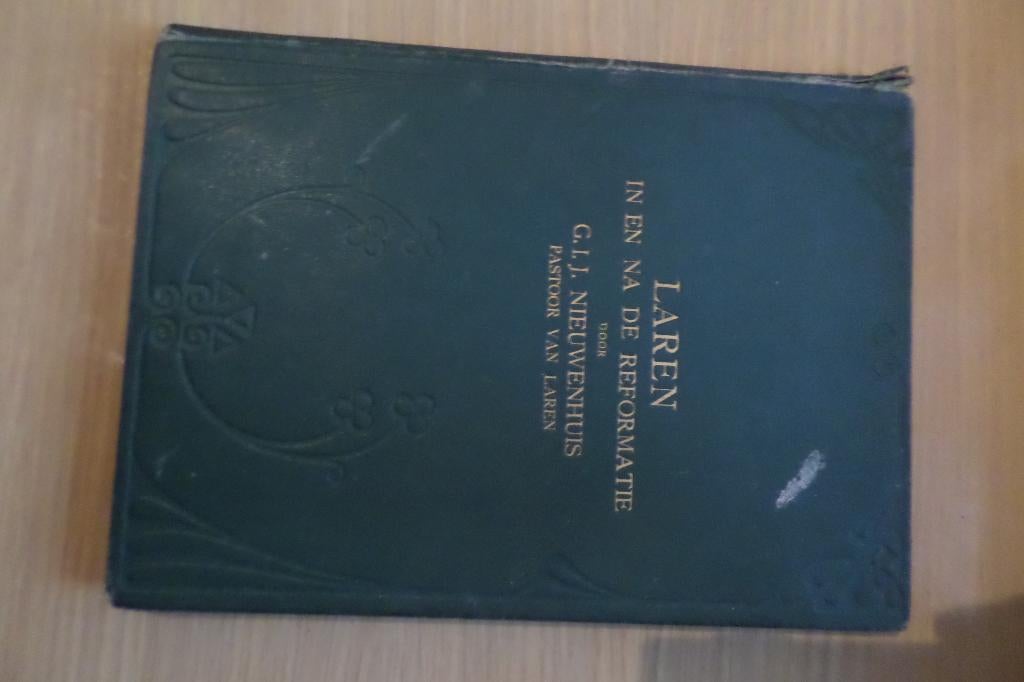 LAREN
IN EN NA DE REFORMATIE
DOOR
G. I. J. NIEUWENHUIS
PASTOOR VAN LAREN